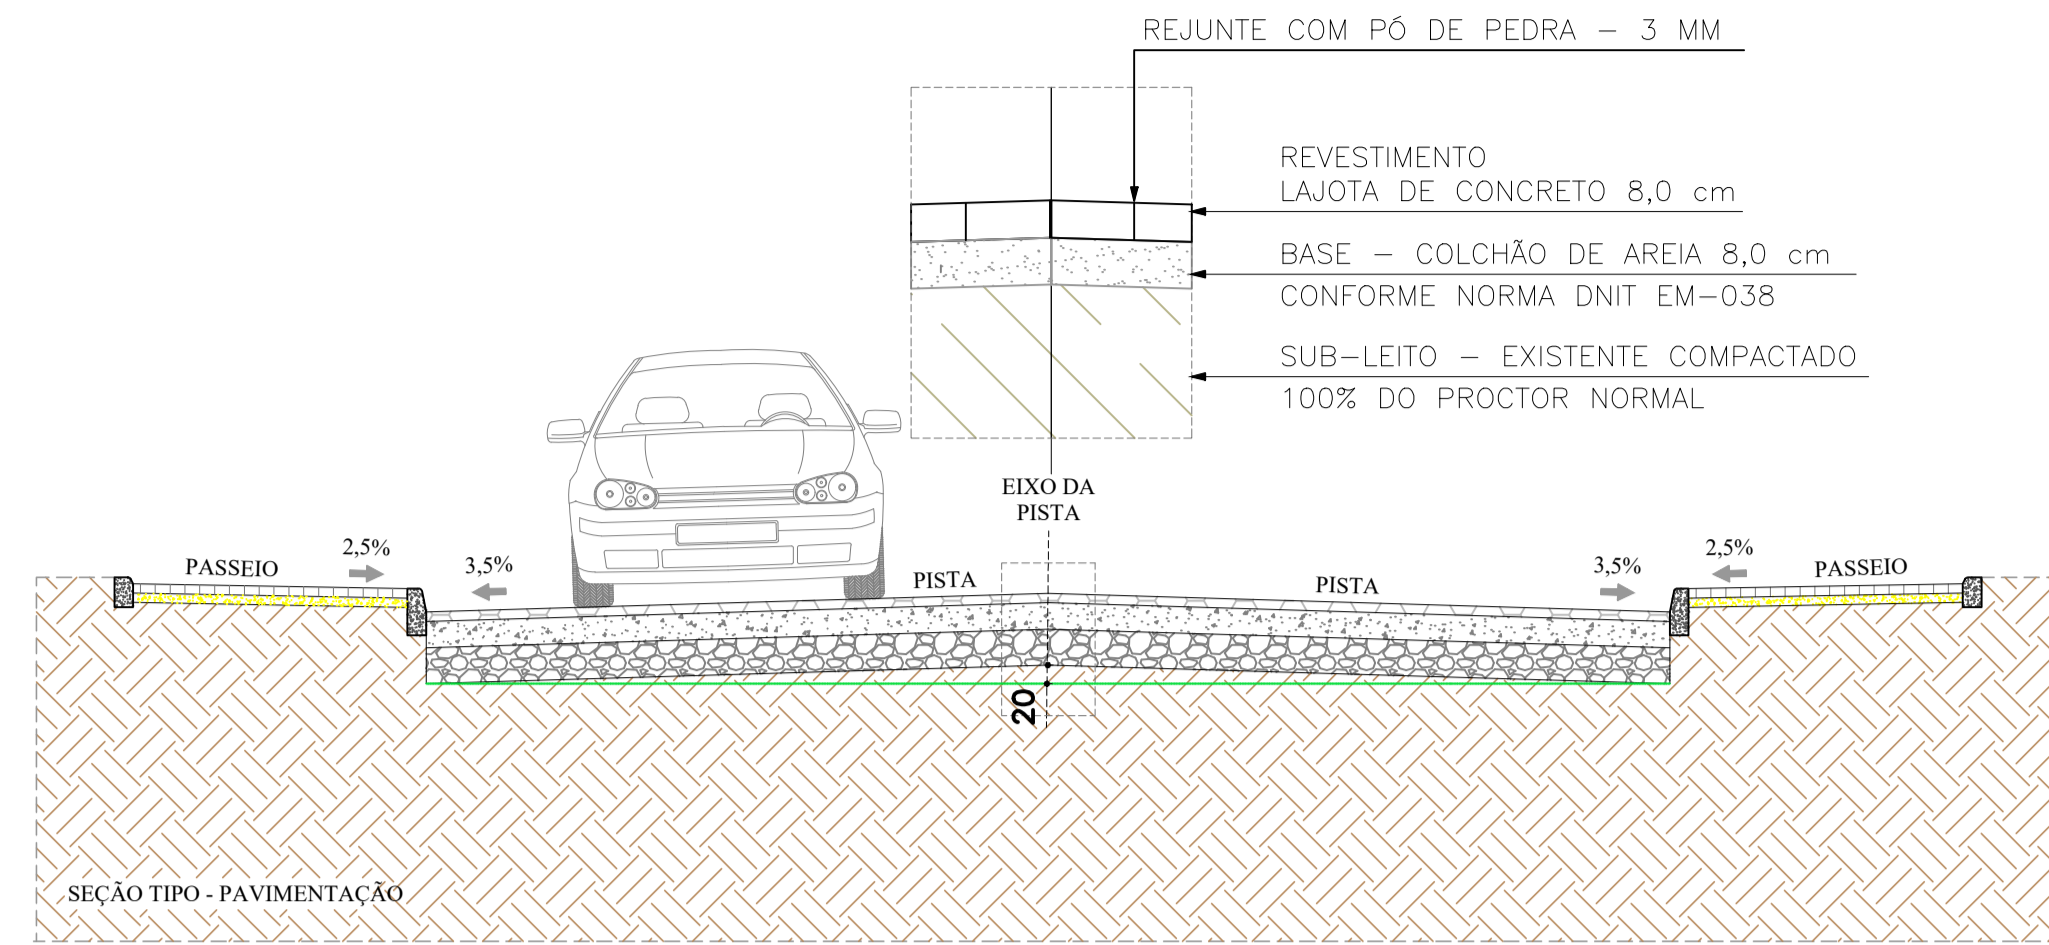 REJUNTE COM PÓ DE PEDRA – 3 MM
REVESTIMENTO
LAJOTA DE CONCRETO 8,0 cm
BASE – COLCHÃO DE AREIA 8,0 cm
CONFORME NORMA DNIT EM–038
SUB–LEITO – EXISTENTE COMPACTADO
100% DO PROCTOR NORMAL
EIXO DA
PISTA
PASSEIO
2,5%
3,5%
PISTA
PISTA
3,5%
2,5%
PASSEIO
20
SEÇÃO TIPO - PAVIMENTAÇÃO